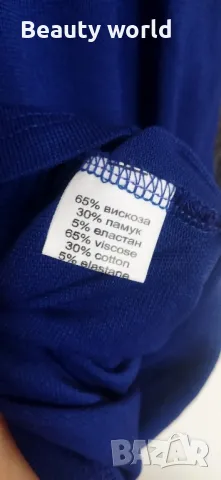 Beauty world
65% вискоза
30% памук
5% еластан
65% viscose
30% cotton
5% elastane
BAZAR